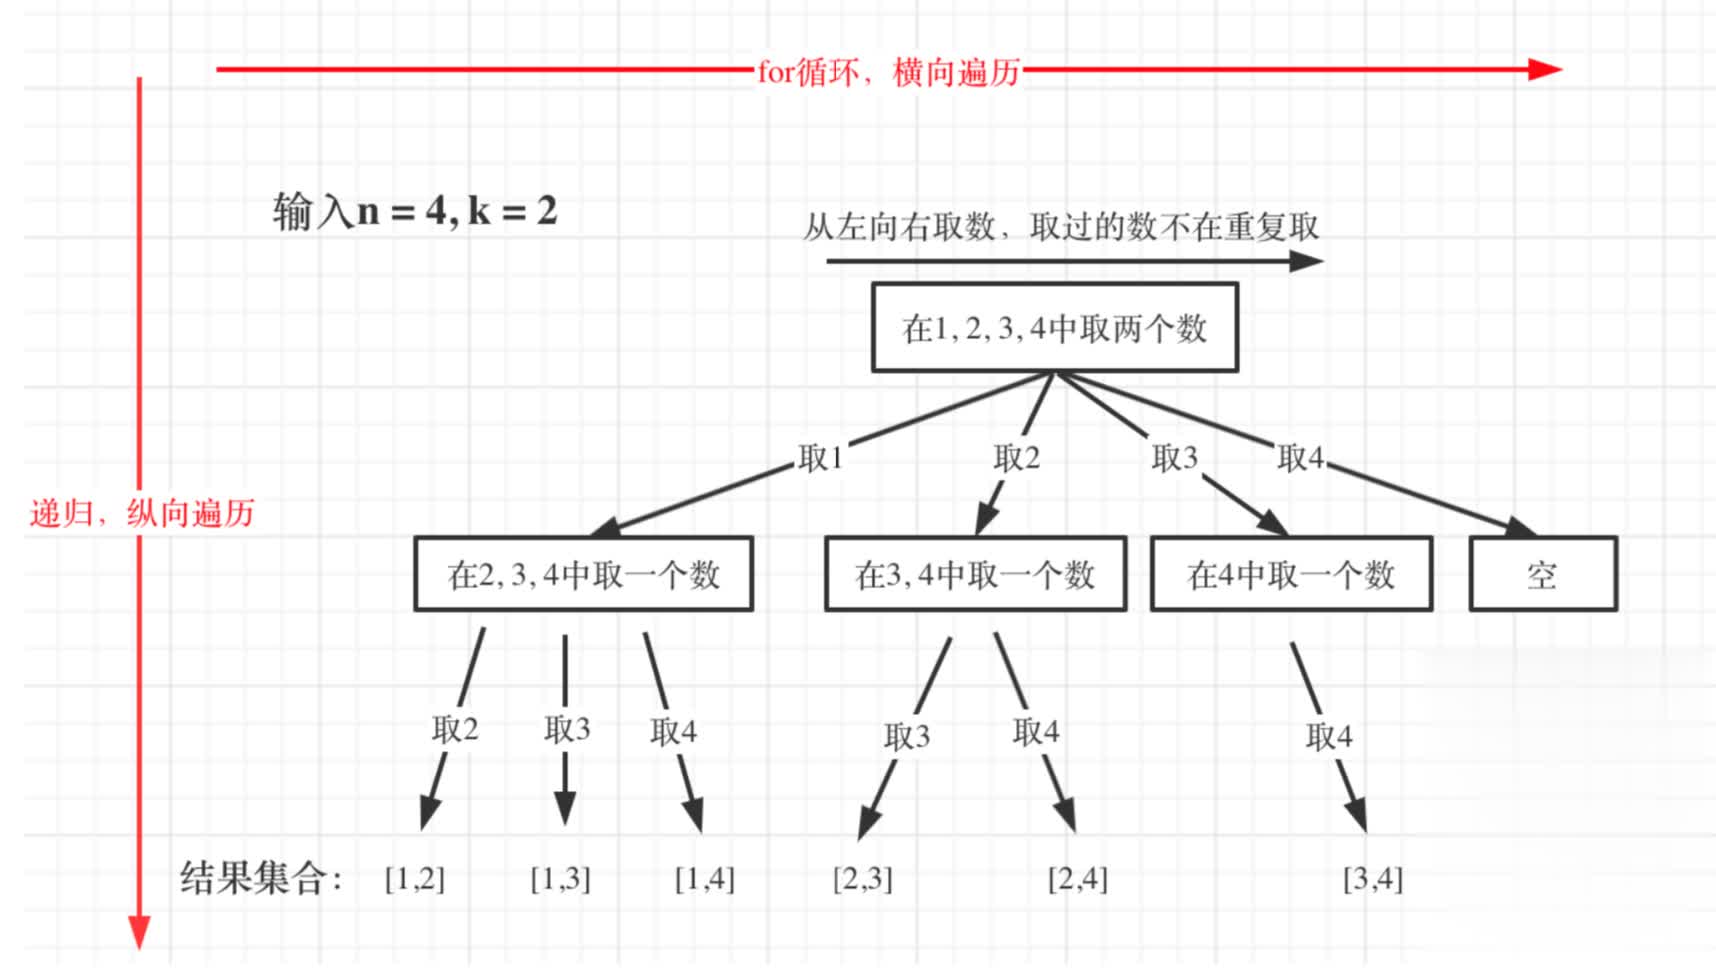 for循环，横向遍历
输入n = 4, k = 2
从左向右取数，取过的数不在重复取
在1, 2, 3, 4中取两个数
取1
取2
取3
取4
递归，纵向遍历
在2, 3, 4中取一个数
在3, 4中取一个数
在4中取一个数
空
取2
取3
取4
取3
取4
取4
结果集合：
[1,2]
[1,3]
[1,4]
[2,3]
[2,4]
[3,4]